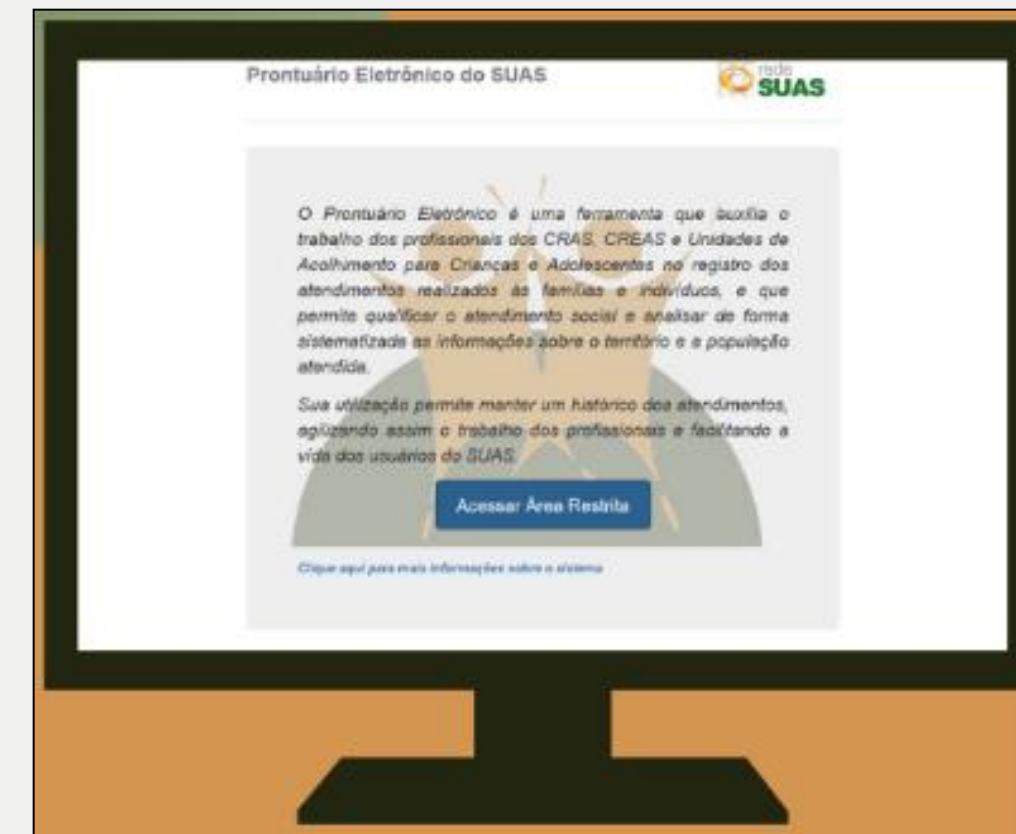 Prontuário Eletrônico do SUAS
rede
SUAS
O Prontuário Eletrônico é uma ferramenta que auxilia o
trabalho dos profissionais dos CRAS, CREAS e Unidades de
Acolhimento para Crianças e Adolescentes no registro dos
atendimentos realizados às famílias e indivíduos, e que
permite qualificar o atendimento social e analisar de forma
sistematizada as informações sobre o território e a população
atendida.
Sua utilização permite manter um histórico dos atendimentos,
agilizando assim o trabalho dos profissionais e facilitando a
vida dos usuários do SUAS.
Acessar Área Restrita
Clique aqui para mais informações sobre o sistema